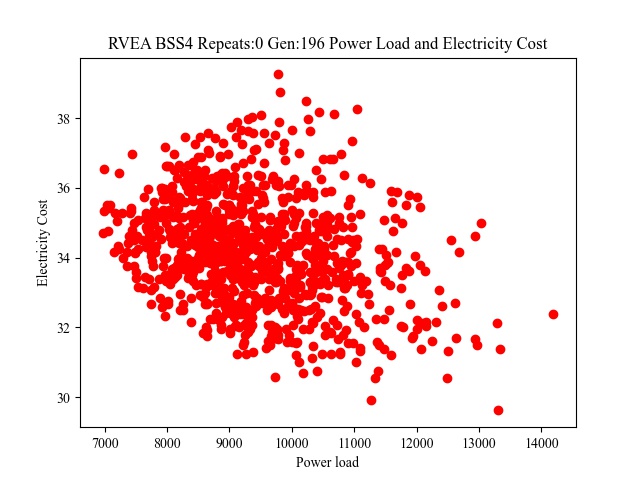 RVEA BSS4 Repeats:0 Gen:196 Power Load and Electricity Cost
38
36
34
32
30
Electricity Cost
7000 8000 9000 10000 11000 12000 13000 14000
Power load